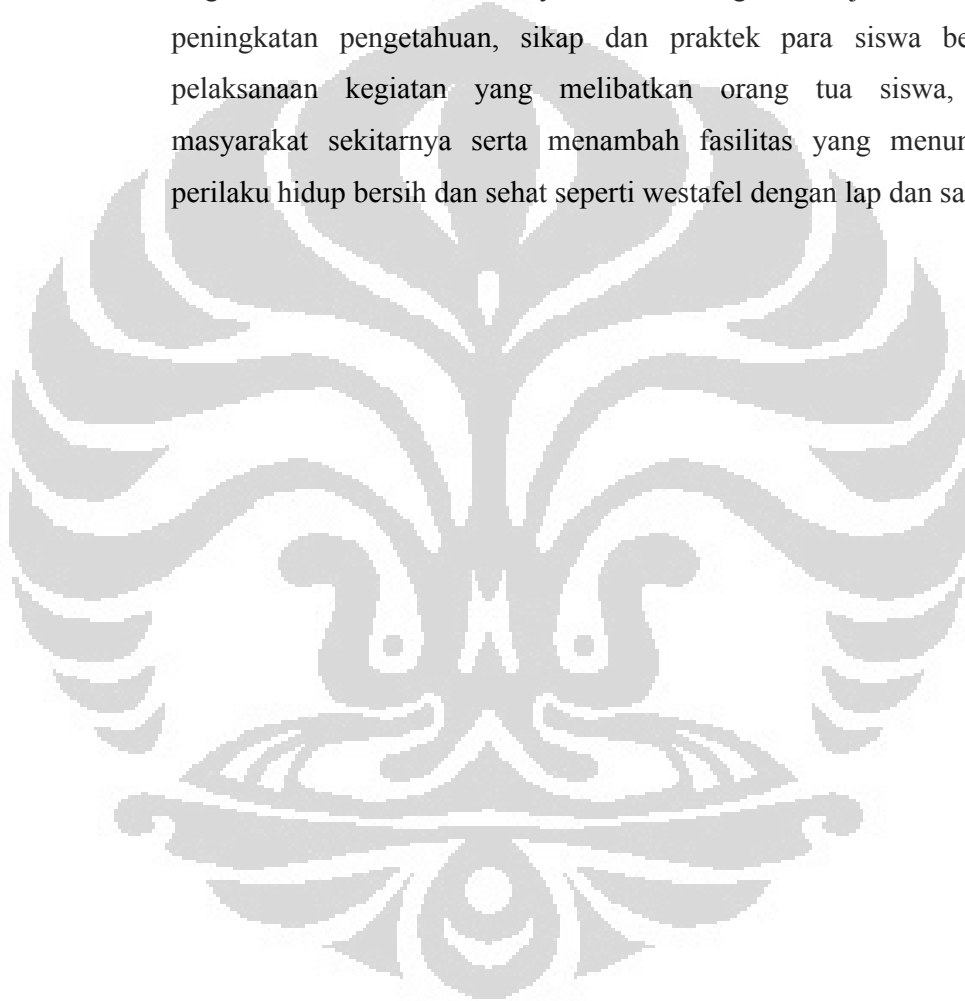 peningkatan pengetahuan, sikap dan praktek para siswa be
pelaksanaan kegiatan yang melibatkan orang tua siswa,
masyarakat sekitarnya serta menambah fasilitas yang menun
perilaku hidup bersih dan sehat seperti westafel dengan lap dan sa